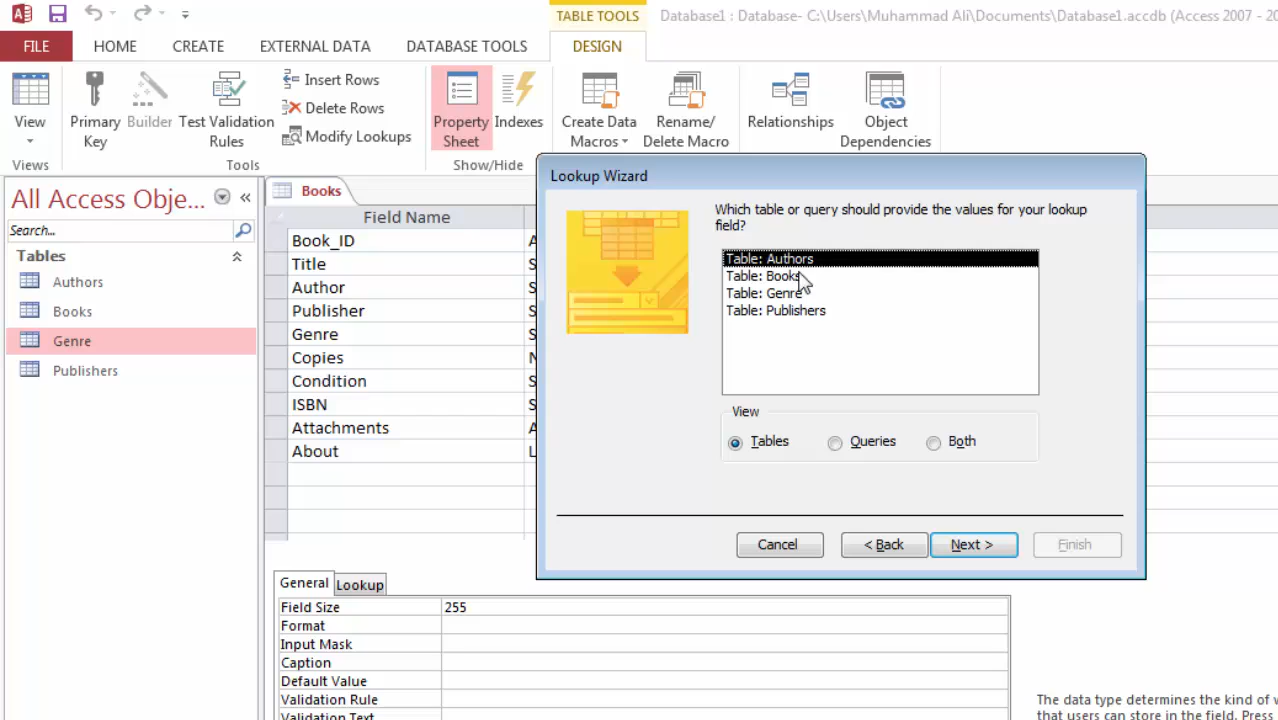 TABLE TOOLS
Database1 : Database- C:\Users\Muhammad Ali\Documents\Database1.accdb (Access 2007 - 20
FILE HOME CREATE EXTERNAL DATA DATABASE TOOLS DESIGN
View
Primary Key
Builder
Test Validation Rules
Insert Rows
Delete Rows
Modify Lookups
Property Sheet
Indexes
Create Data Macros
Rename/ Delete Macro
Relationships
Object Dependencies
Views Tools Show/Hide
All Access Obje...
Search...
Tables
Authors
Books
Genre
Publishers
Books
Field Name
Book_ID A
Title S
Author S
Publisher S
Genre S
Copies N
Condition S
ISBN S
Attachments A
About L
Lookup Wizard
Which table or query should provide the values for your lookup
field?
Table: Authors
Table: Books
Table: Genre
Table: Publishers
View
Tables Queries Both
Cancel < Back Next > Finish
General Lookup
Field Size 255
Format
Input Mask
Caption
Default Value
Validation Rule
Validation Text
The data type determines the kind of v
that users can store in the field. Press